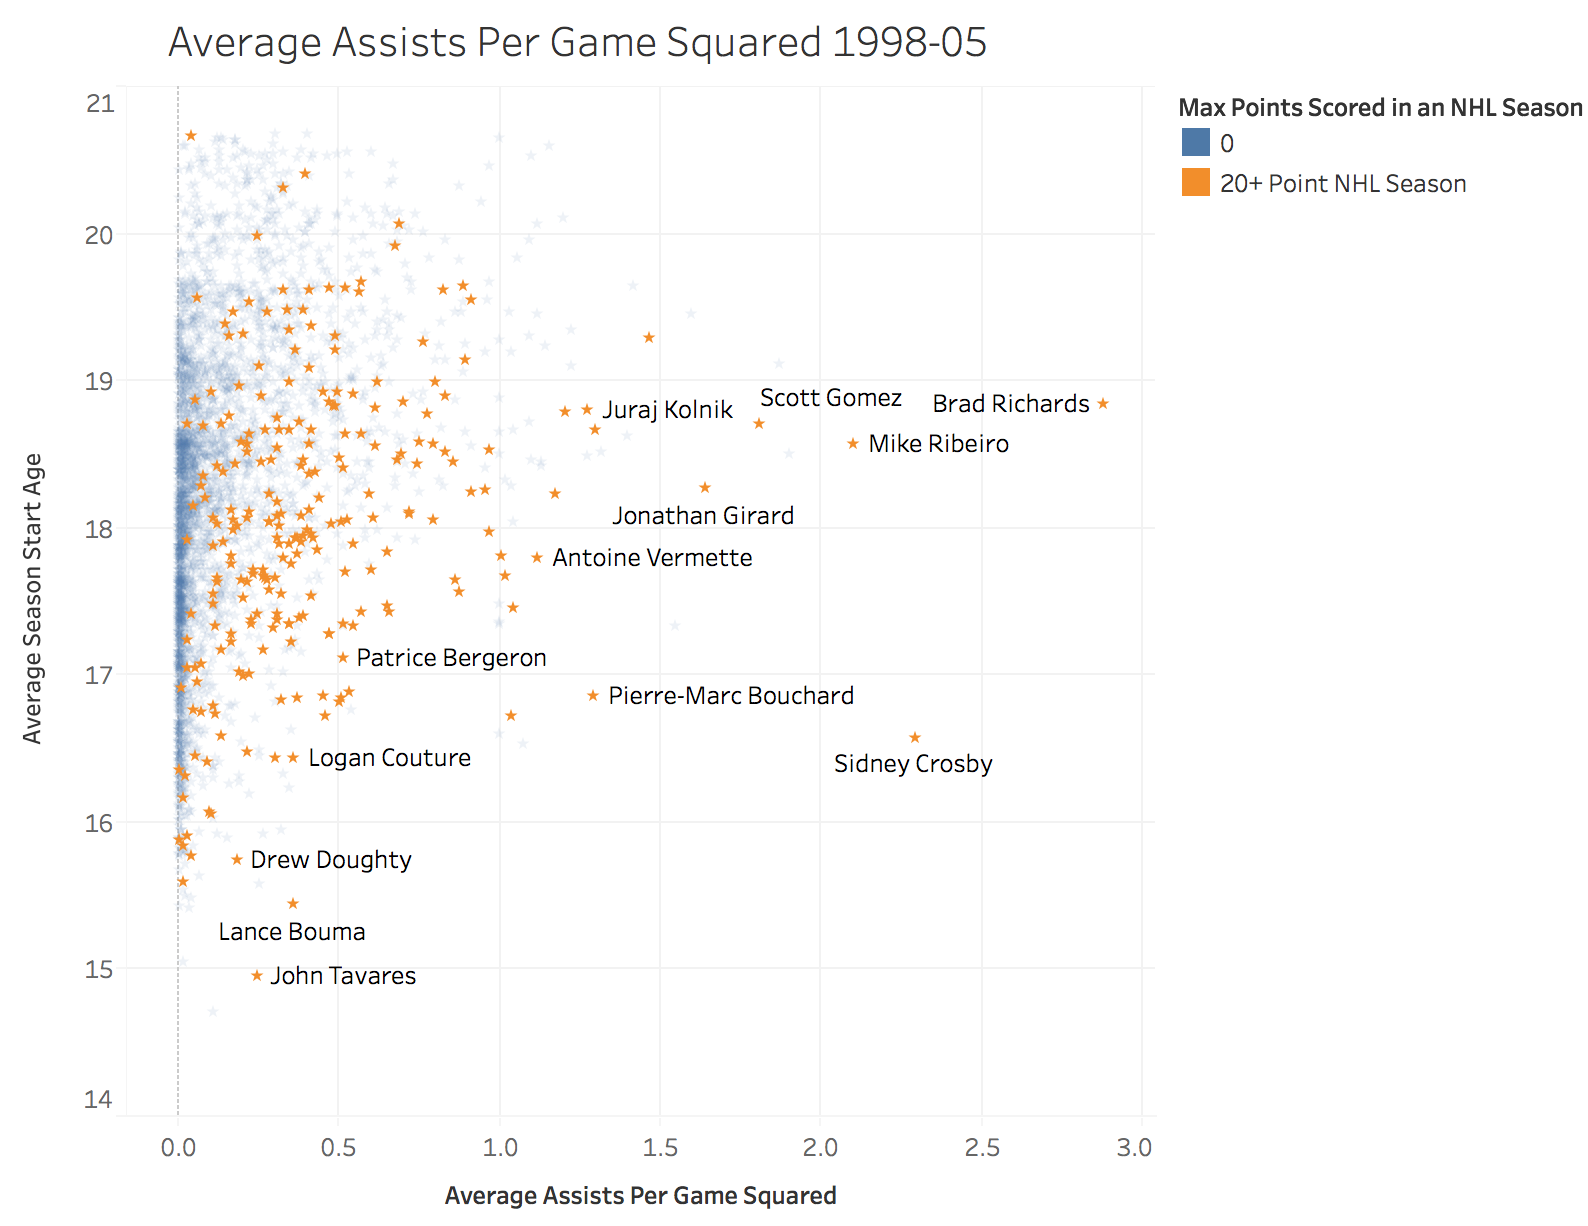 Average Assists Per Game Squared 1998-05
Max Points Scored in an NHL Season
0
20+ Point NHL Season
21
20
19
18
17
16
15
14
Average Season Start Age
Scott Gomez
Brad Richards
Juraj Kolnik
Mike Ribeiro
Jonathan Girard
Antoine Vermette
Patrice Bergeron
Pierre-Marc Bouchard
Logan Couture
Sidney Crosby
Drew Doughty
Lance Bouma
John Tavares
0.0 0.5 1.0 1.5 2.0 2.5 3.0
Average Assists Per Game Squared